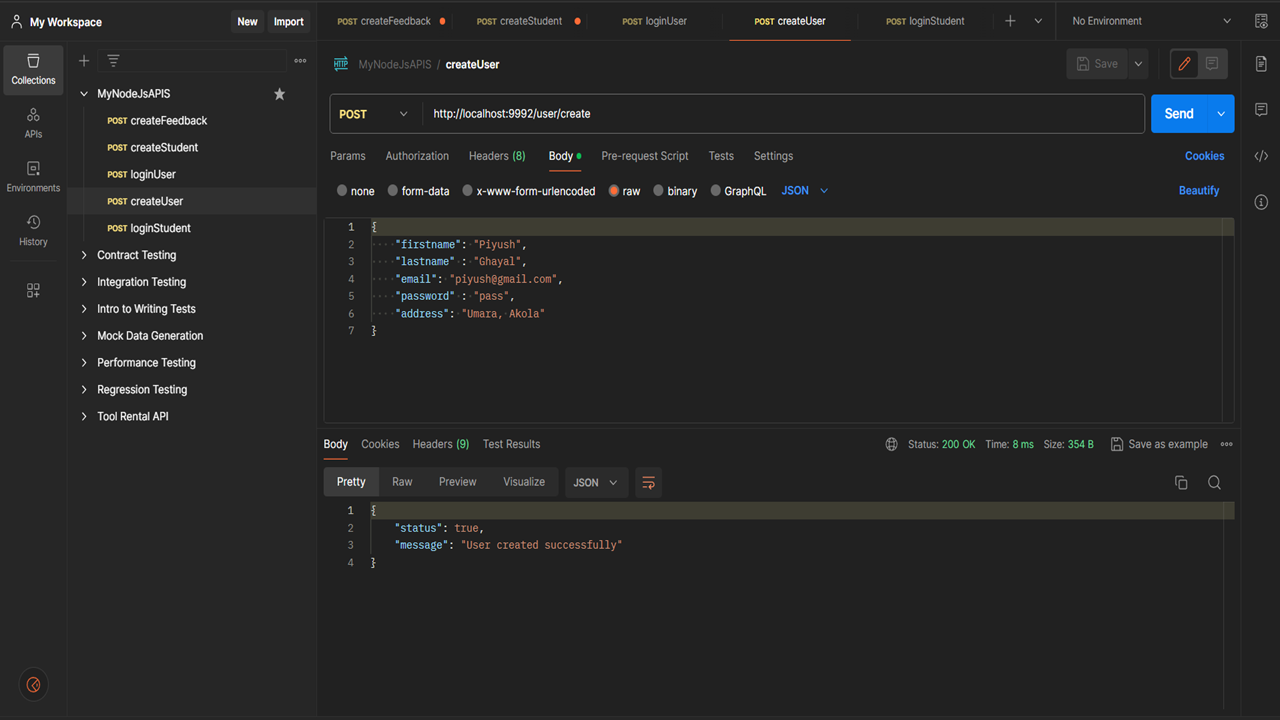 My Workspace New Import POST createFeedback POST createStudent POST loginUser POST createUser POST loginStudent No Environment
Collections
APIs
Environments
History
MyNodeJsAPIS
POST createFeedback
POST createStudent
POST loginUser
POST createUser
POST loginStudent
Contract Testing
Integration Testing
Intro to Writing Tests
Mock Data Generation
Performance Testing
Regression Testing
Tool Rental API
HTTP MyNodeJsAPIS / createUser Save
POST http://localhost:9992/user/create Send
Params Authorization Headers (8) Body Pre-request Script Tests Settings Cookies
none form-data x-www-form-urlencoded raw binary GraphQL JSON Beautify
1 {
2 "firstname": "Piyush",
3 "lastname" : "Ghayal",
4 "email": "piyush@gmail.com",
5 "password" : "pass",
6 "address": "Umara, Akola"
7 }
Body Cookies Headers (9) Test Results Status: 200 OK Time: 8 ms Size: 354 B Save as example
Pretty Raw Preview Visualize JSON
1 {
2 "status": true,
3 "message": "User created successfully"
4 }